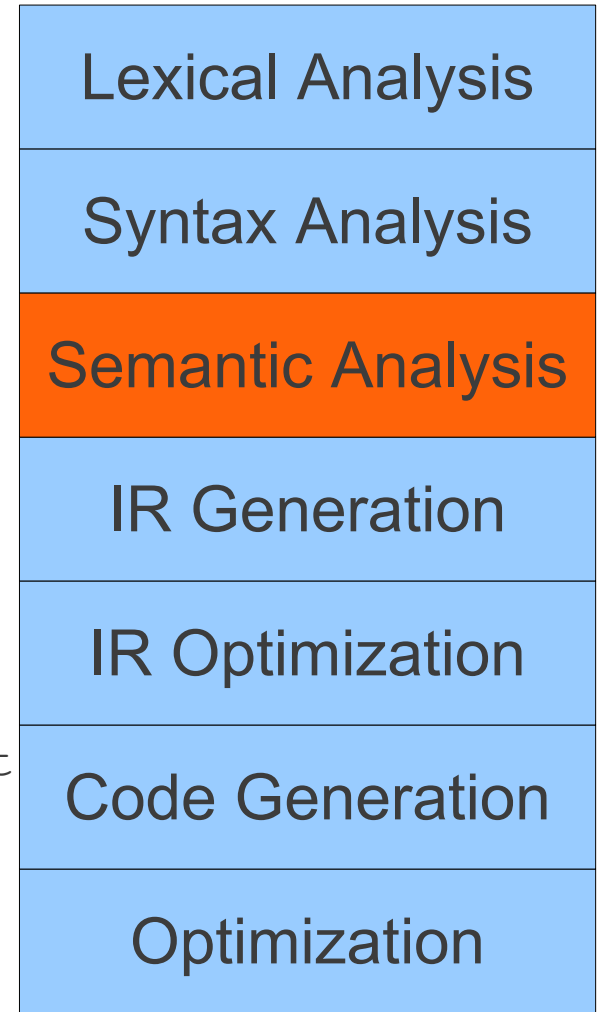 Lexical Analysis
Syntax Analysis
Semantic Analysis
IR Generation
IR Optimization
Code Generation
Optimization